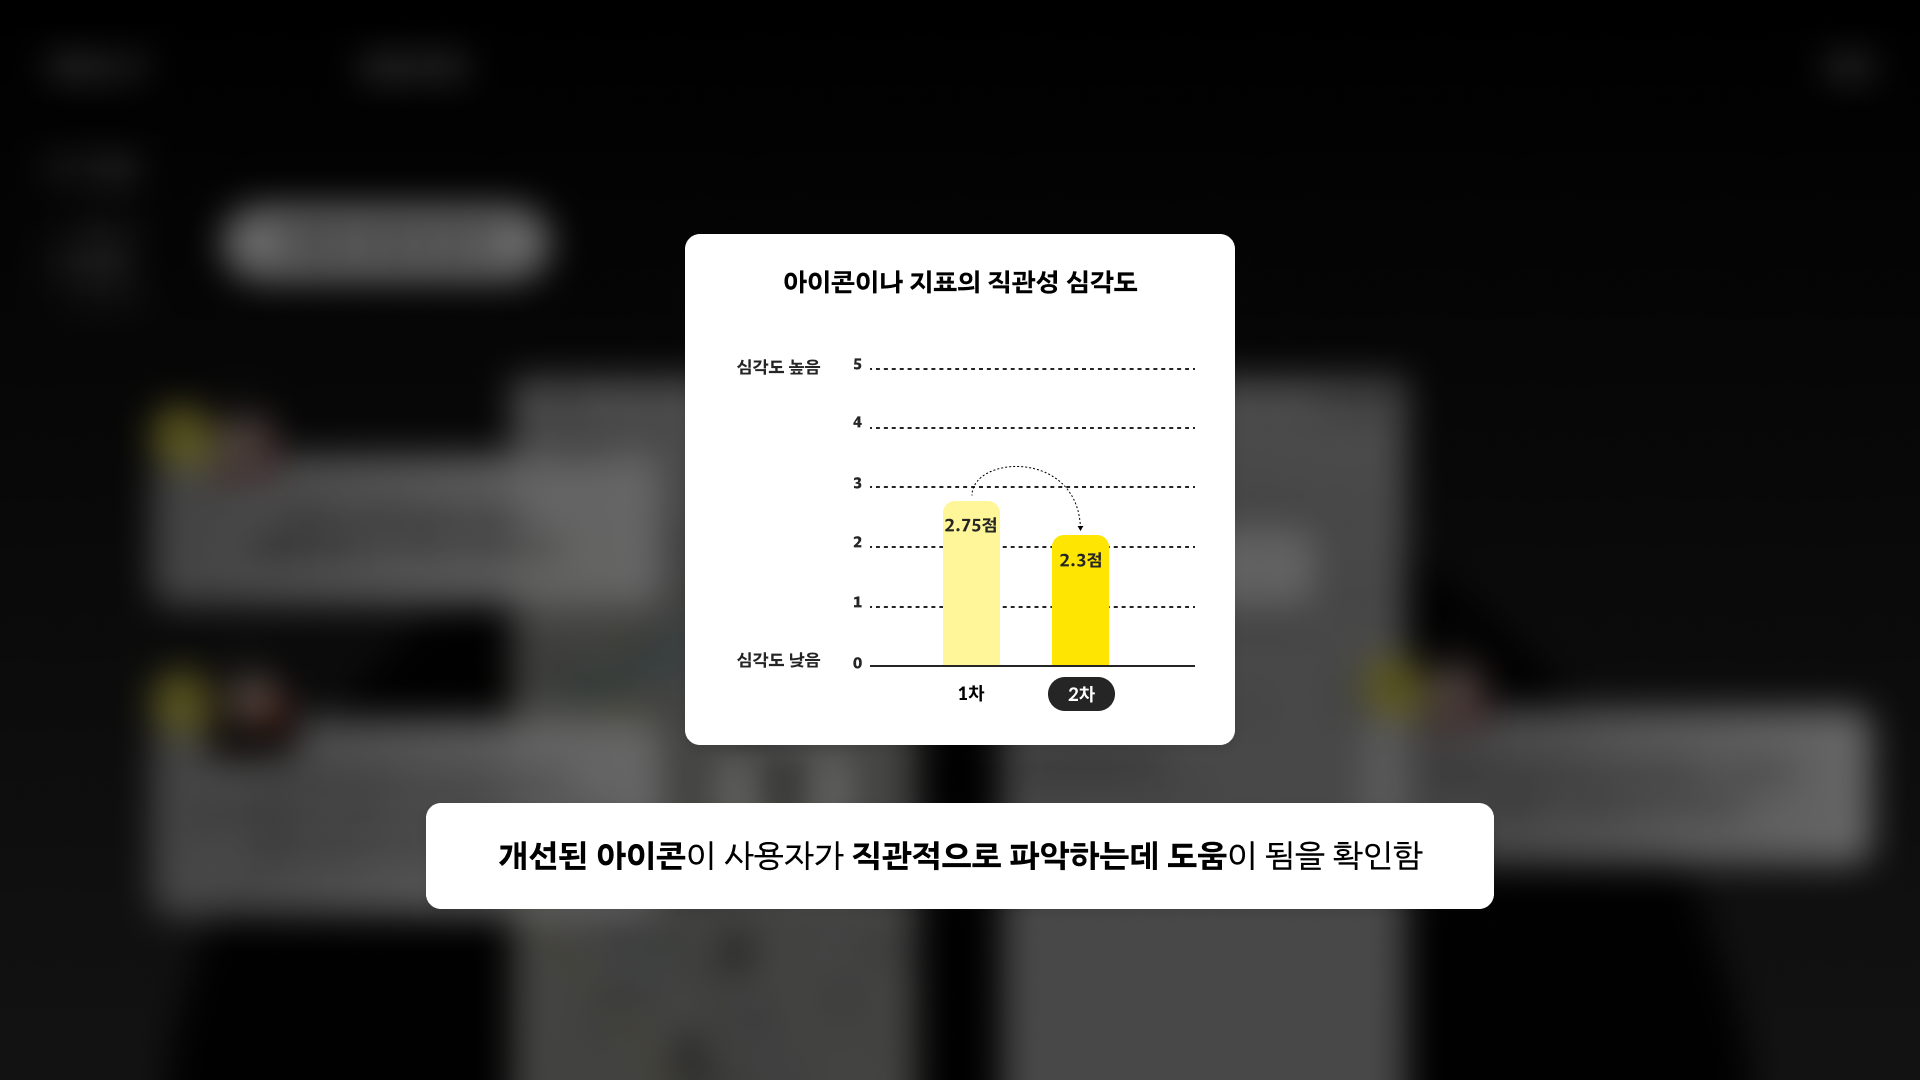 아이콘이나 지표의 직관성 심각도
심각도 높음 5
4
3
2
1
심각도 낮음 0
2.75점
2.3점
1차
2차
개선된 아이콘이 사용자가 직관적으로 파악하는데 도움이 됨을 확인함